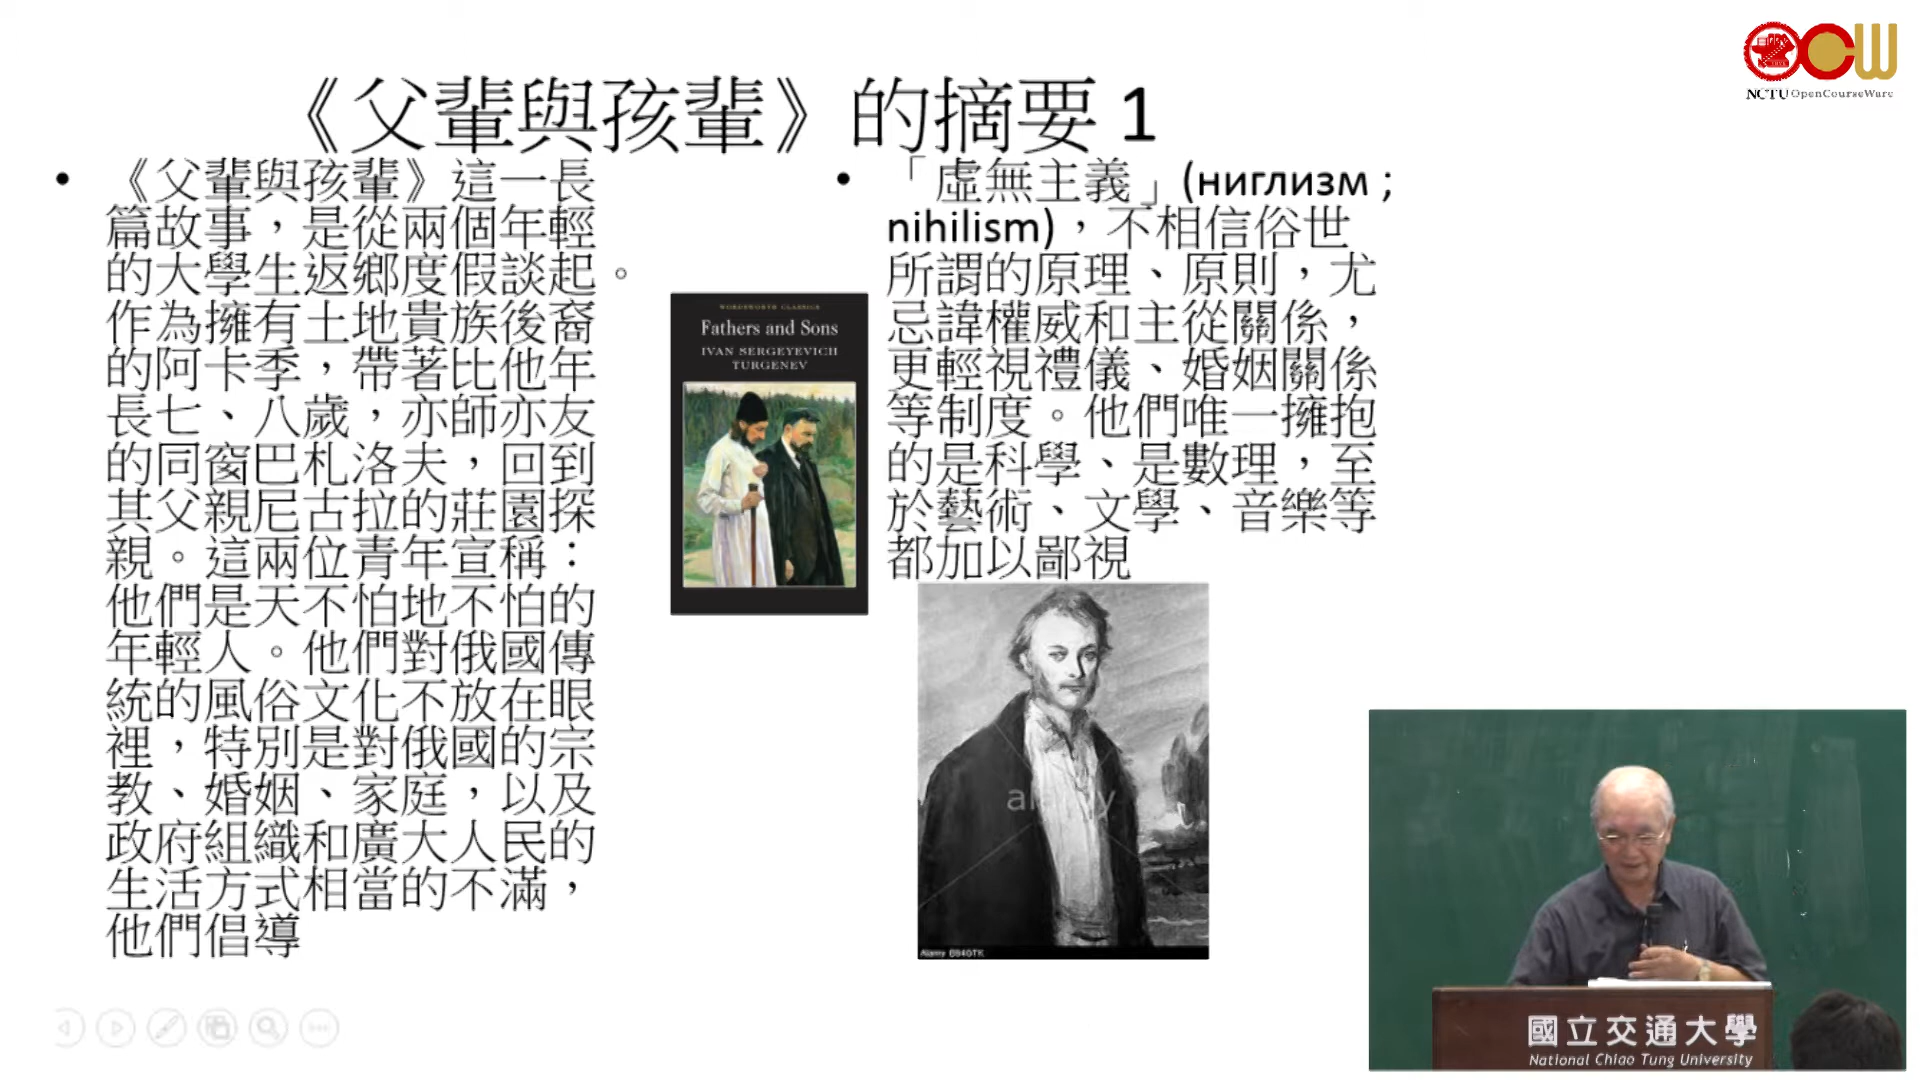 NCTU OpenCourseWare
《父輩與孩輩》的摘要 1
• 《父輩與孩輩》這一長
篇故事，是從兩個年輕
的大學生返鄉度假談起。
作為擁有土地貴族後裔
的阿卡季，帶著比他年
長七、八歲，亦師亦友
的同窗巴札洛夫，回到
其父親尼古拉的莊園探
親。這兩位青年宣稱：
他們是天不怕地不怕的
年輕人。他們對俄國傳
統的風俗文化不放在眼
裡，特別是對俄國的宗
教、婚姻、家庭，以及
政府組織和廣大人民的
生活方式相當的不滿，
他們倡導
WORDSWORTH CLASSICS
Fathers and Sons
IVAN SERGEYEVICH
TURGENEV
• 「虛無主義」(ниглизм ;
nihilism)，不相信俗世
所謂的原理、原則，尤
忌諱權威和主從關係，
更輕視禮儀、婚姻關係
等制度。他們唯一擁抱
的是科學、是數理，至
於藝術、文學、音樂等
都加以鄙視
alamy
國立交通大學
National Chiao Tung University